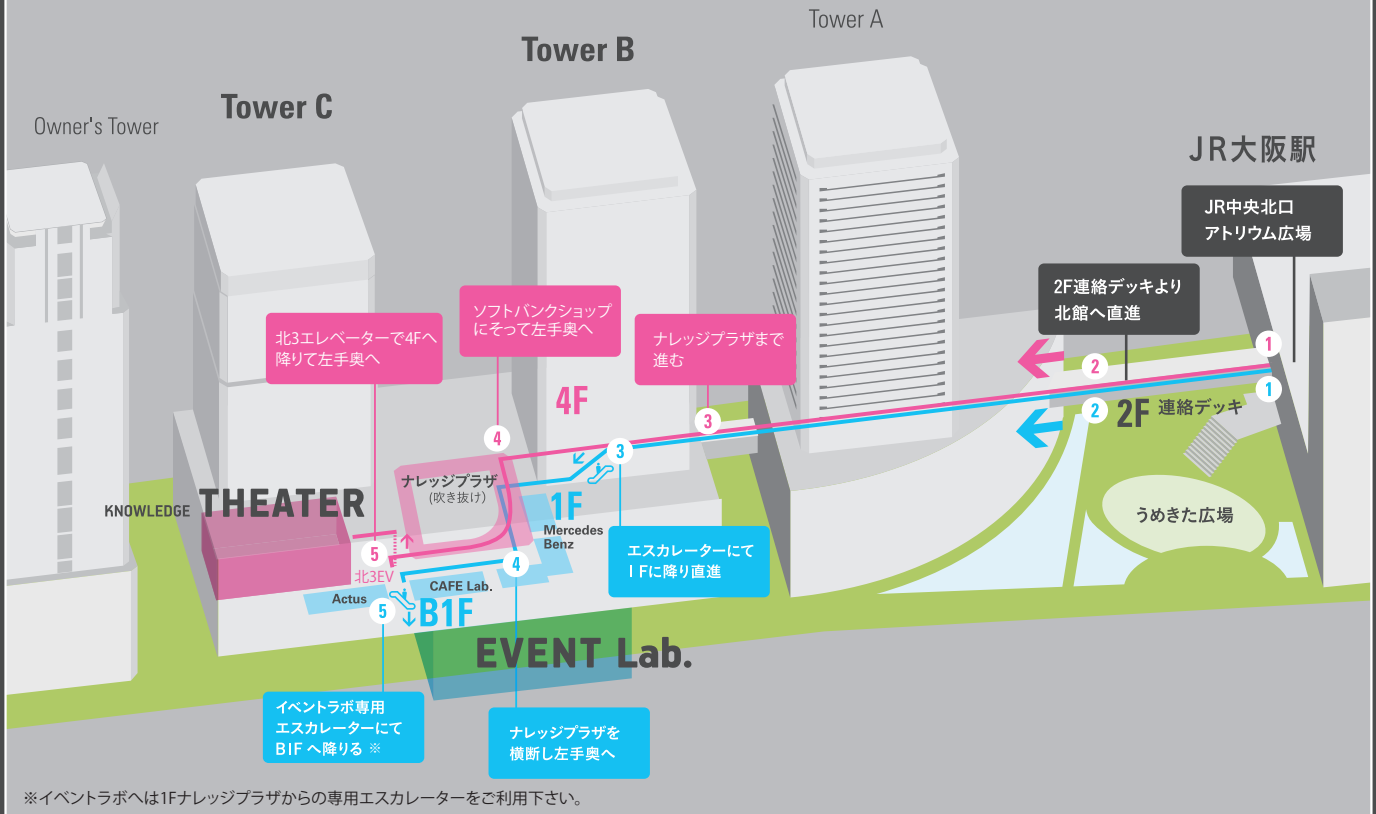 Tower A
Tower B
Tower C
Owner's Tower
JR大阪駅
JR中央北口
アトリウム広場
2F連絡デッキより
北館へ直進
ソフトバンクショップ
にそって左手奥へ
北3エレベーターで4Fへ
降りて左手奥へ
ナレッジプラザまで
進む
1
2
1
2
2F 連絡デッキ
4F
3
4
3
ナレッジプラザ
(吹き抜け)
1F
Mercedes
Benz
KNOWLEDGE THEATER
うめきた広場
エスカレーターにて
1Fに降り直進
5
北3EV
4
CAFE Lab.
Actus
5
B1F
EVENT Lab.
イベントラボ専用
エスカレーターにて
B1F へ降りる ※
ナレッジプラザを
横断し左手奥へ
※イベントラボへは1Fナレッジプラザからの専用エスカレーターをご利用下さい。